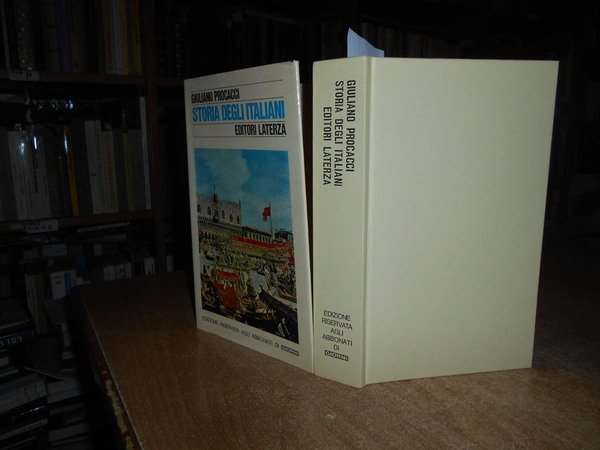 GIULIANO PROCACCI
STORIA DEGLI ITALIANI
EDITORI LATERZA
EDIZIONE RISERVATA AGLI ABBONATI DI GIORNI
GIULIANO PROCACCI
STORIA DEGLI ITALIANI
EDITORI LATERZA
EDIZIONE
RISERVATA
AGLI
ABBONATI
DI
GIORNI